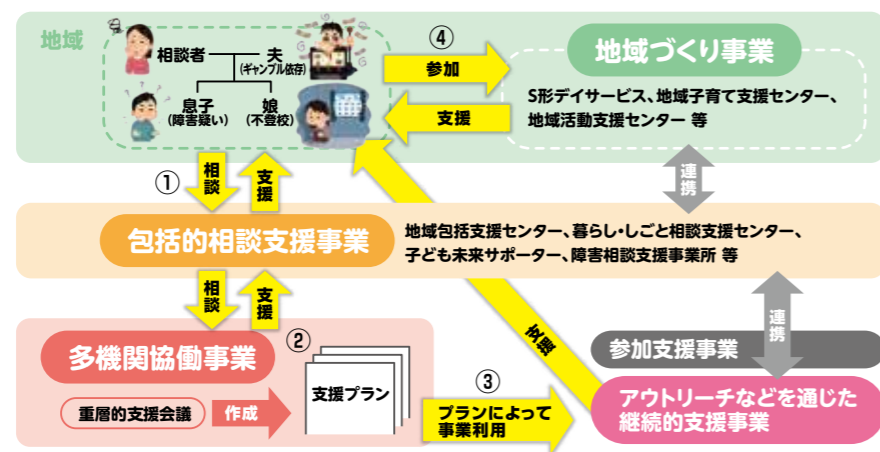 地域
相談者
夫
(ギャンブル依存)
息子
(障害疑い)
娘
(不登校)
④
参加
支援
地域づくり事業
S形デイサービス、地域子育て支援センター、
地域活動支援センター 等
①
相談
支援
連携
包括的相談支援事業
地域包括支援センター、暮らし・しごと相談支援センター、
子ども未来サポーター、障害相談支援事業所 等
相談
支援
支援
連携
多機関協働事業
②
重層的支援会議
作成
支援プラン
③
プランによって
事業利用
参加支援事業
アウトリーチなどを通じた
継続的支援事業